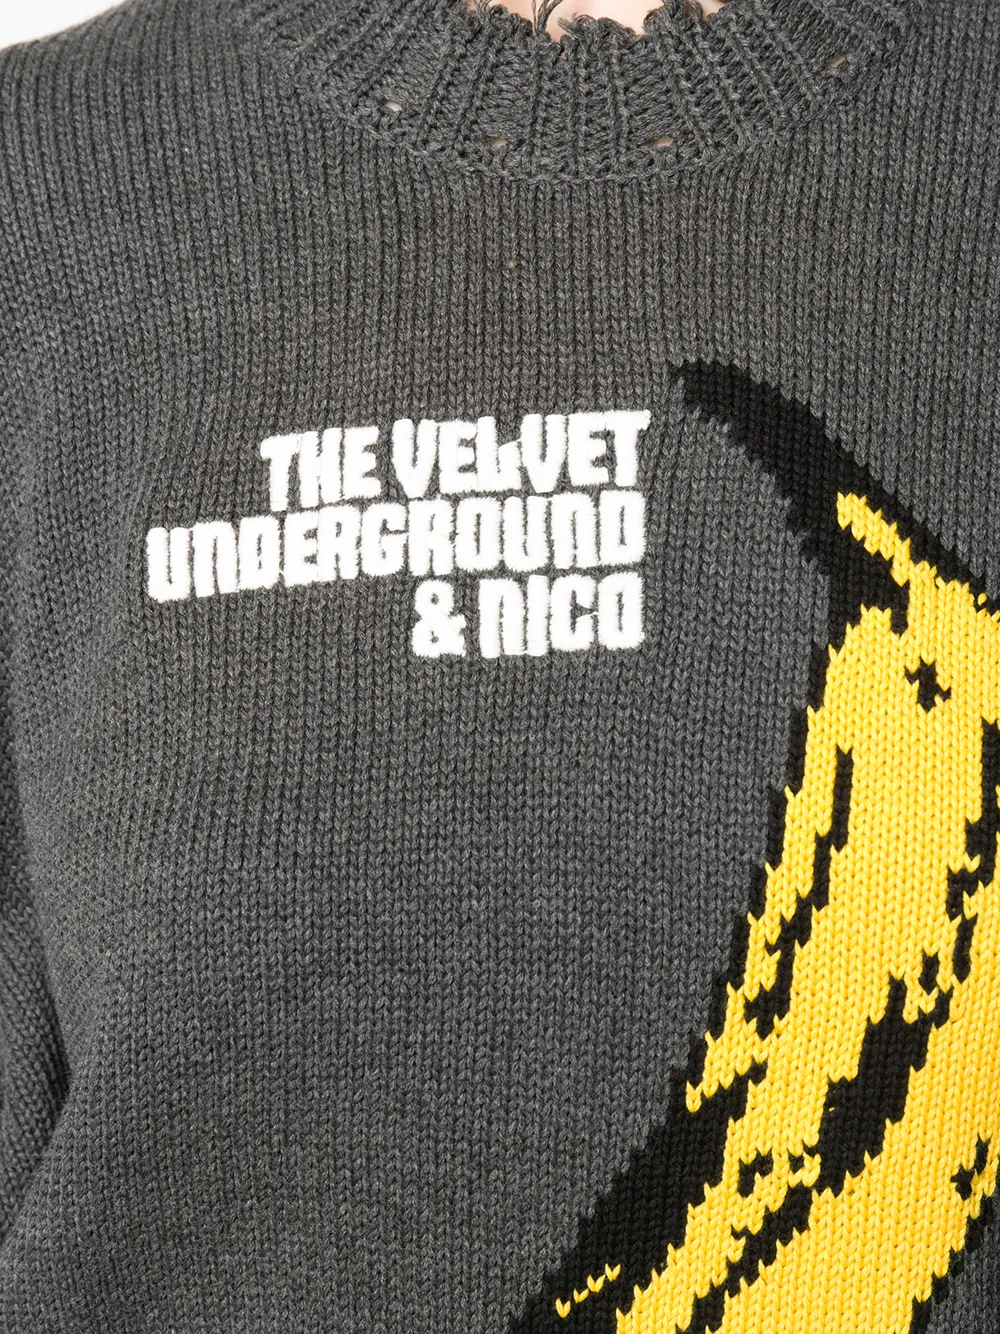 THE VELVET
UNDERGROUND
& NICO